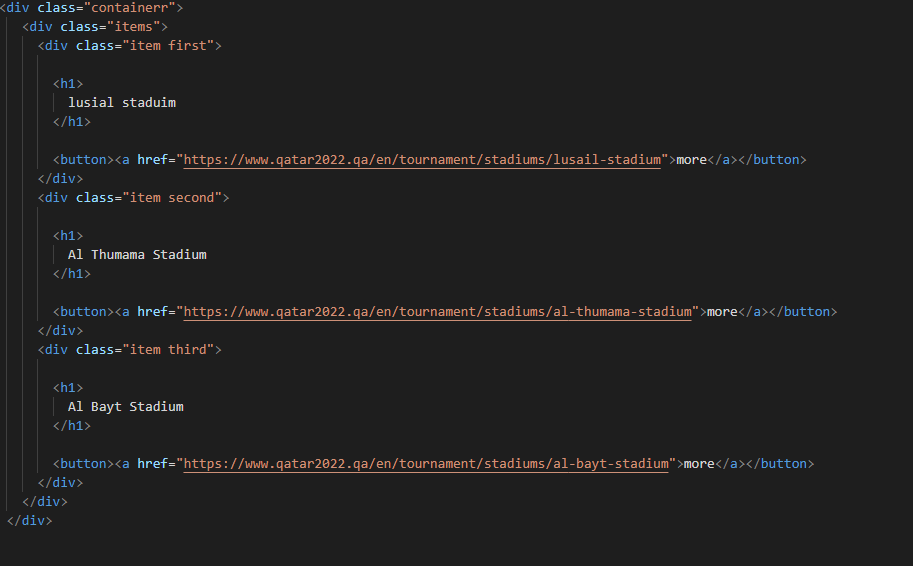 <div class="containerr">
<div class="items">
<div class="item first">
<h1>
lusial staduim
</h1>
<button><a href="https://www.qatar2022.qa/en/tournament/stadiums/lusail-stadium">more</a></button>
</div>
<div class="item second">
<h1>
Al Thumama Stadium
</h1>
<button><a href="https://www.qatar2022.qa/en/tournament/stadiums/al-thumama-stadium">more</a></button>
</div>
<div class="item third">
<h1>
Al Bayt Stadium
</h1>
<button><a href="https://www.qatar2022.qa/en/tournament/stadiums/al-bayt-stadium">more</a></button>
</div>
</div>
</div>